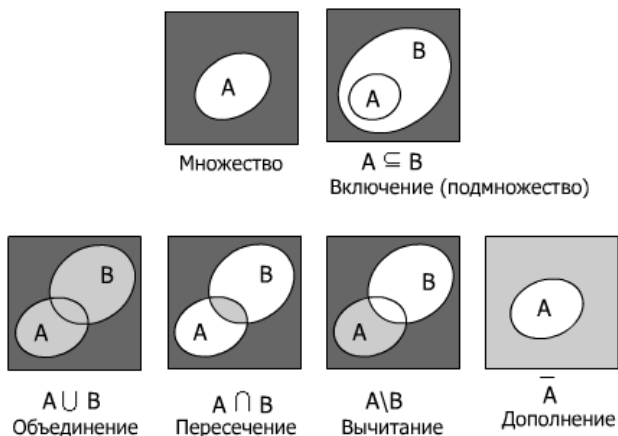 A
B
A
Множество
A ⊆ B
Включение (подмножество)
B
A
B
A
B
A
A
A ∪ B
Объединение
A ∩ B
Пересечение
A\B
Вычитание
A̅
Дополнение